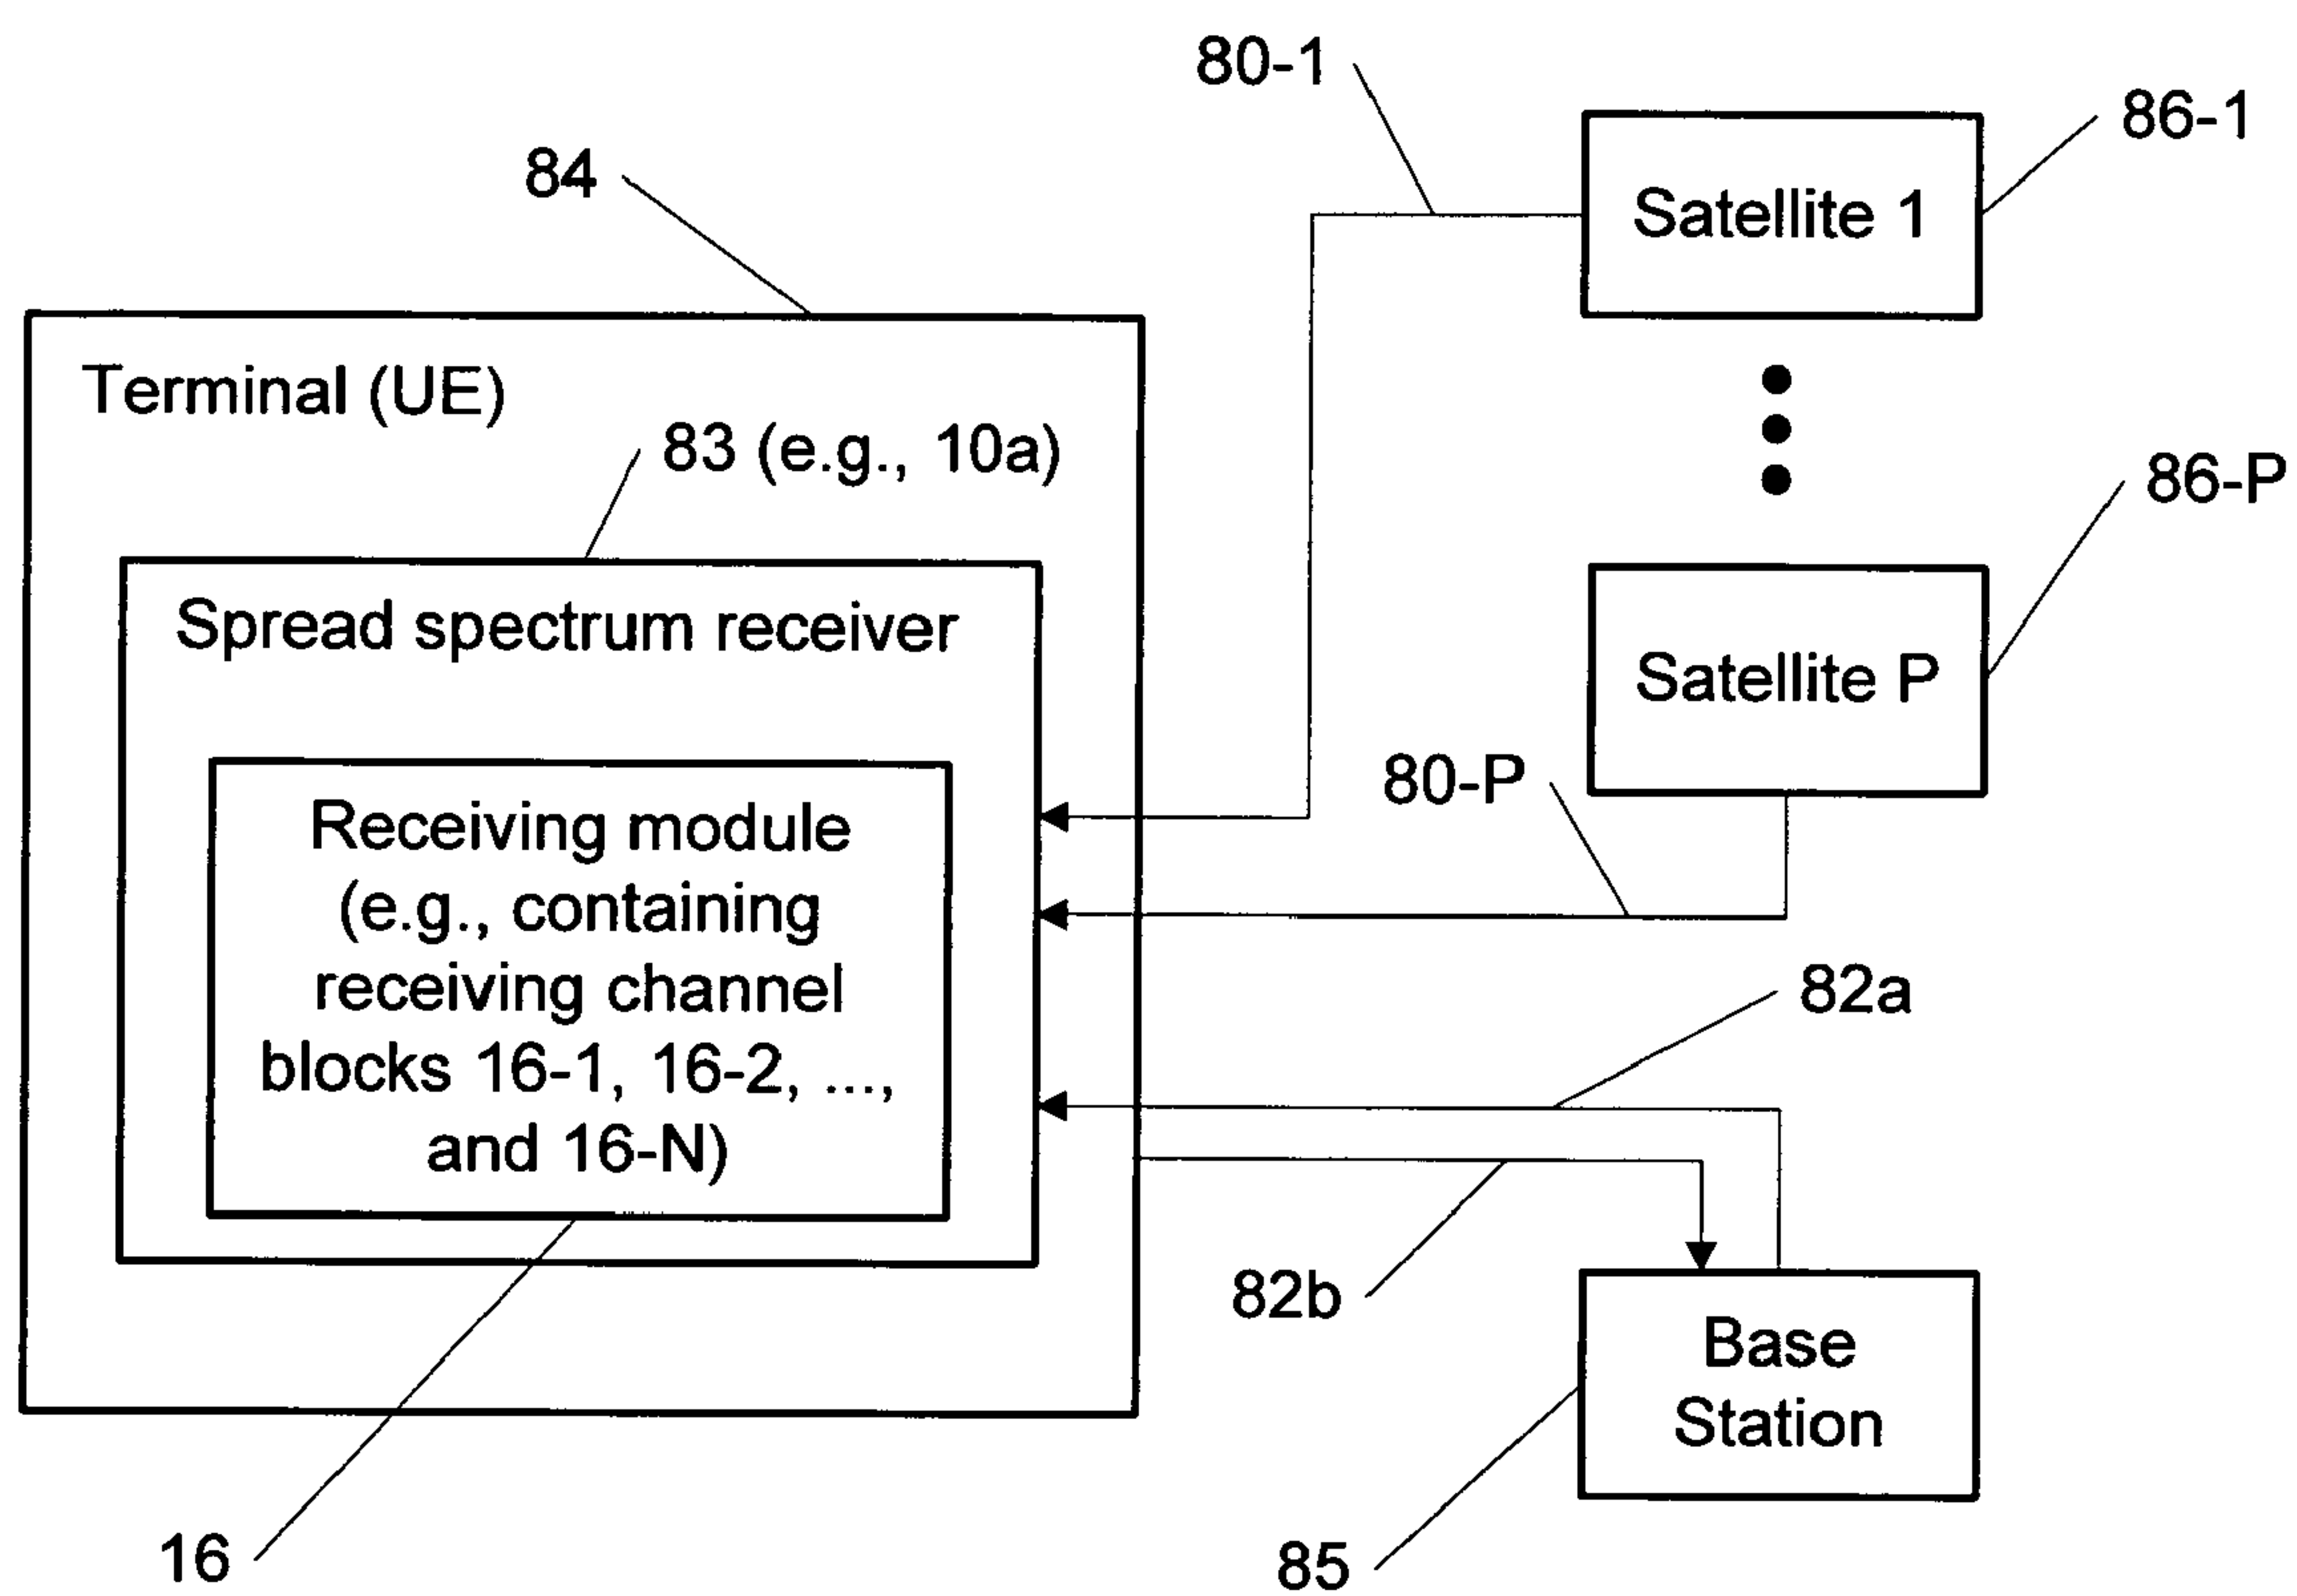 80-1
86-1
84
Satellite 1
Terminal (UE)
83 (e.g., 10a)
86-P
Spread spectrum receiver
Satellite P
80-P
Receiving module
(e.g., containing
receiving channel
blocks 16-1, 16-2, ...,
and 16-N)
82a
82b
Base
Station
16
85